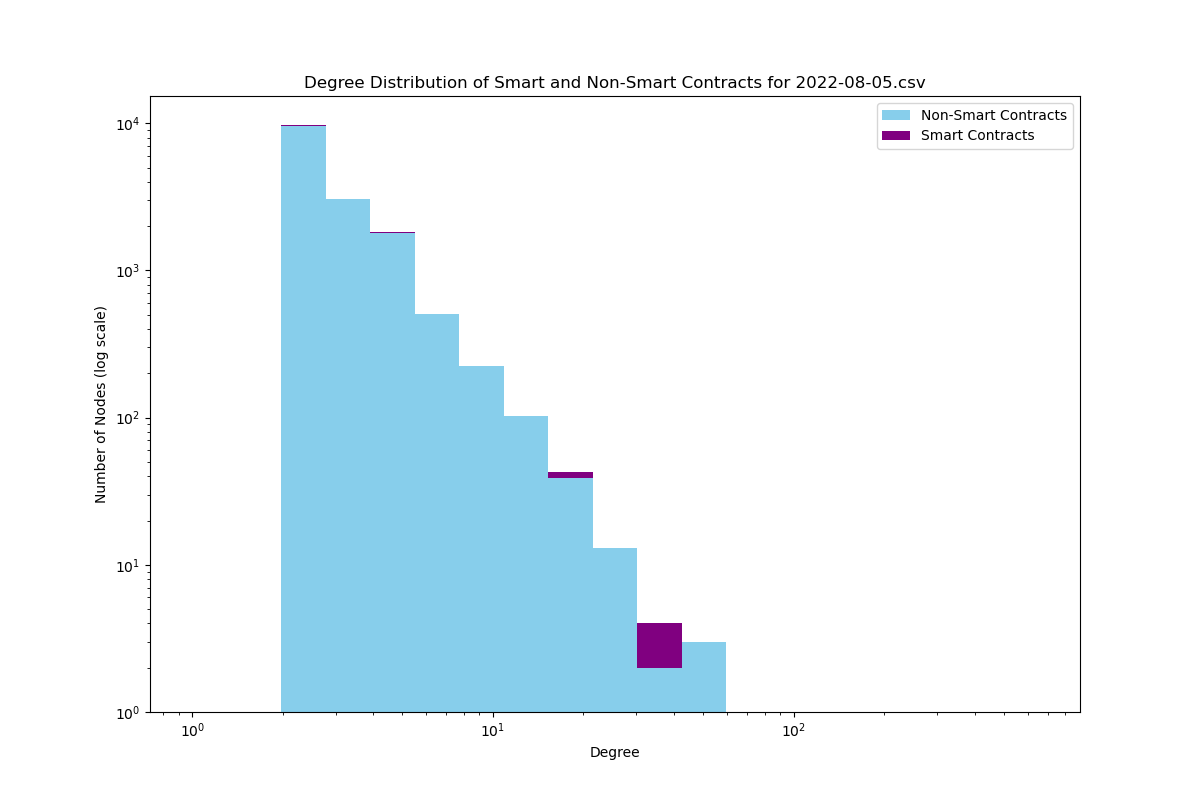 Degree Distribution of Smart and Non-Smart Contracts for 2022-08-05.csv
Non-Smart Contracts
Smart Contracts
Number of Nodes (log scale)
10⁴
10³
10²
10¹
10⁰
10⁰ 10¹ 10²
Degree